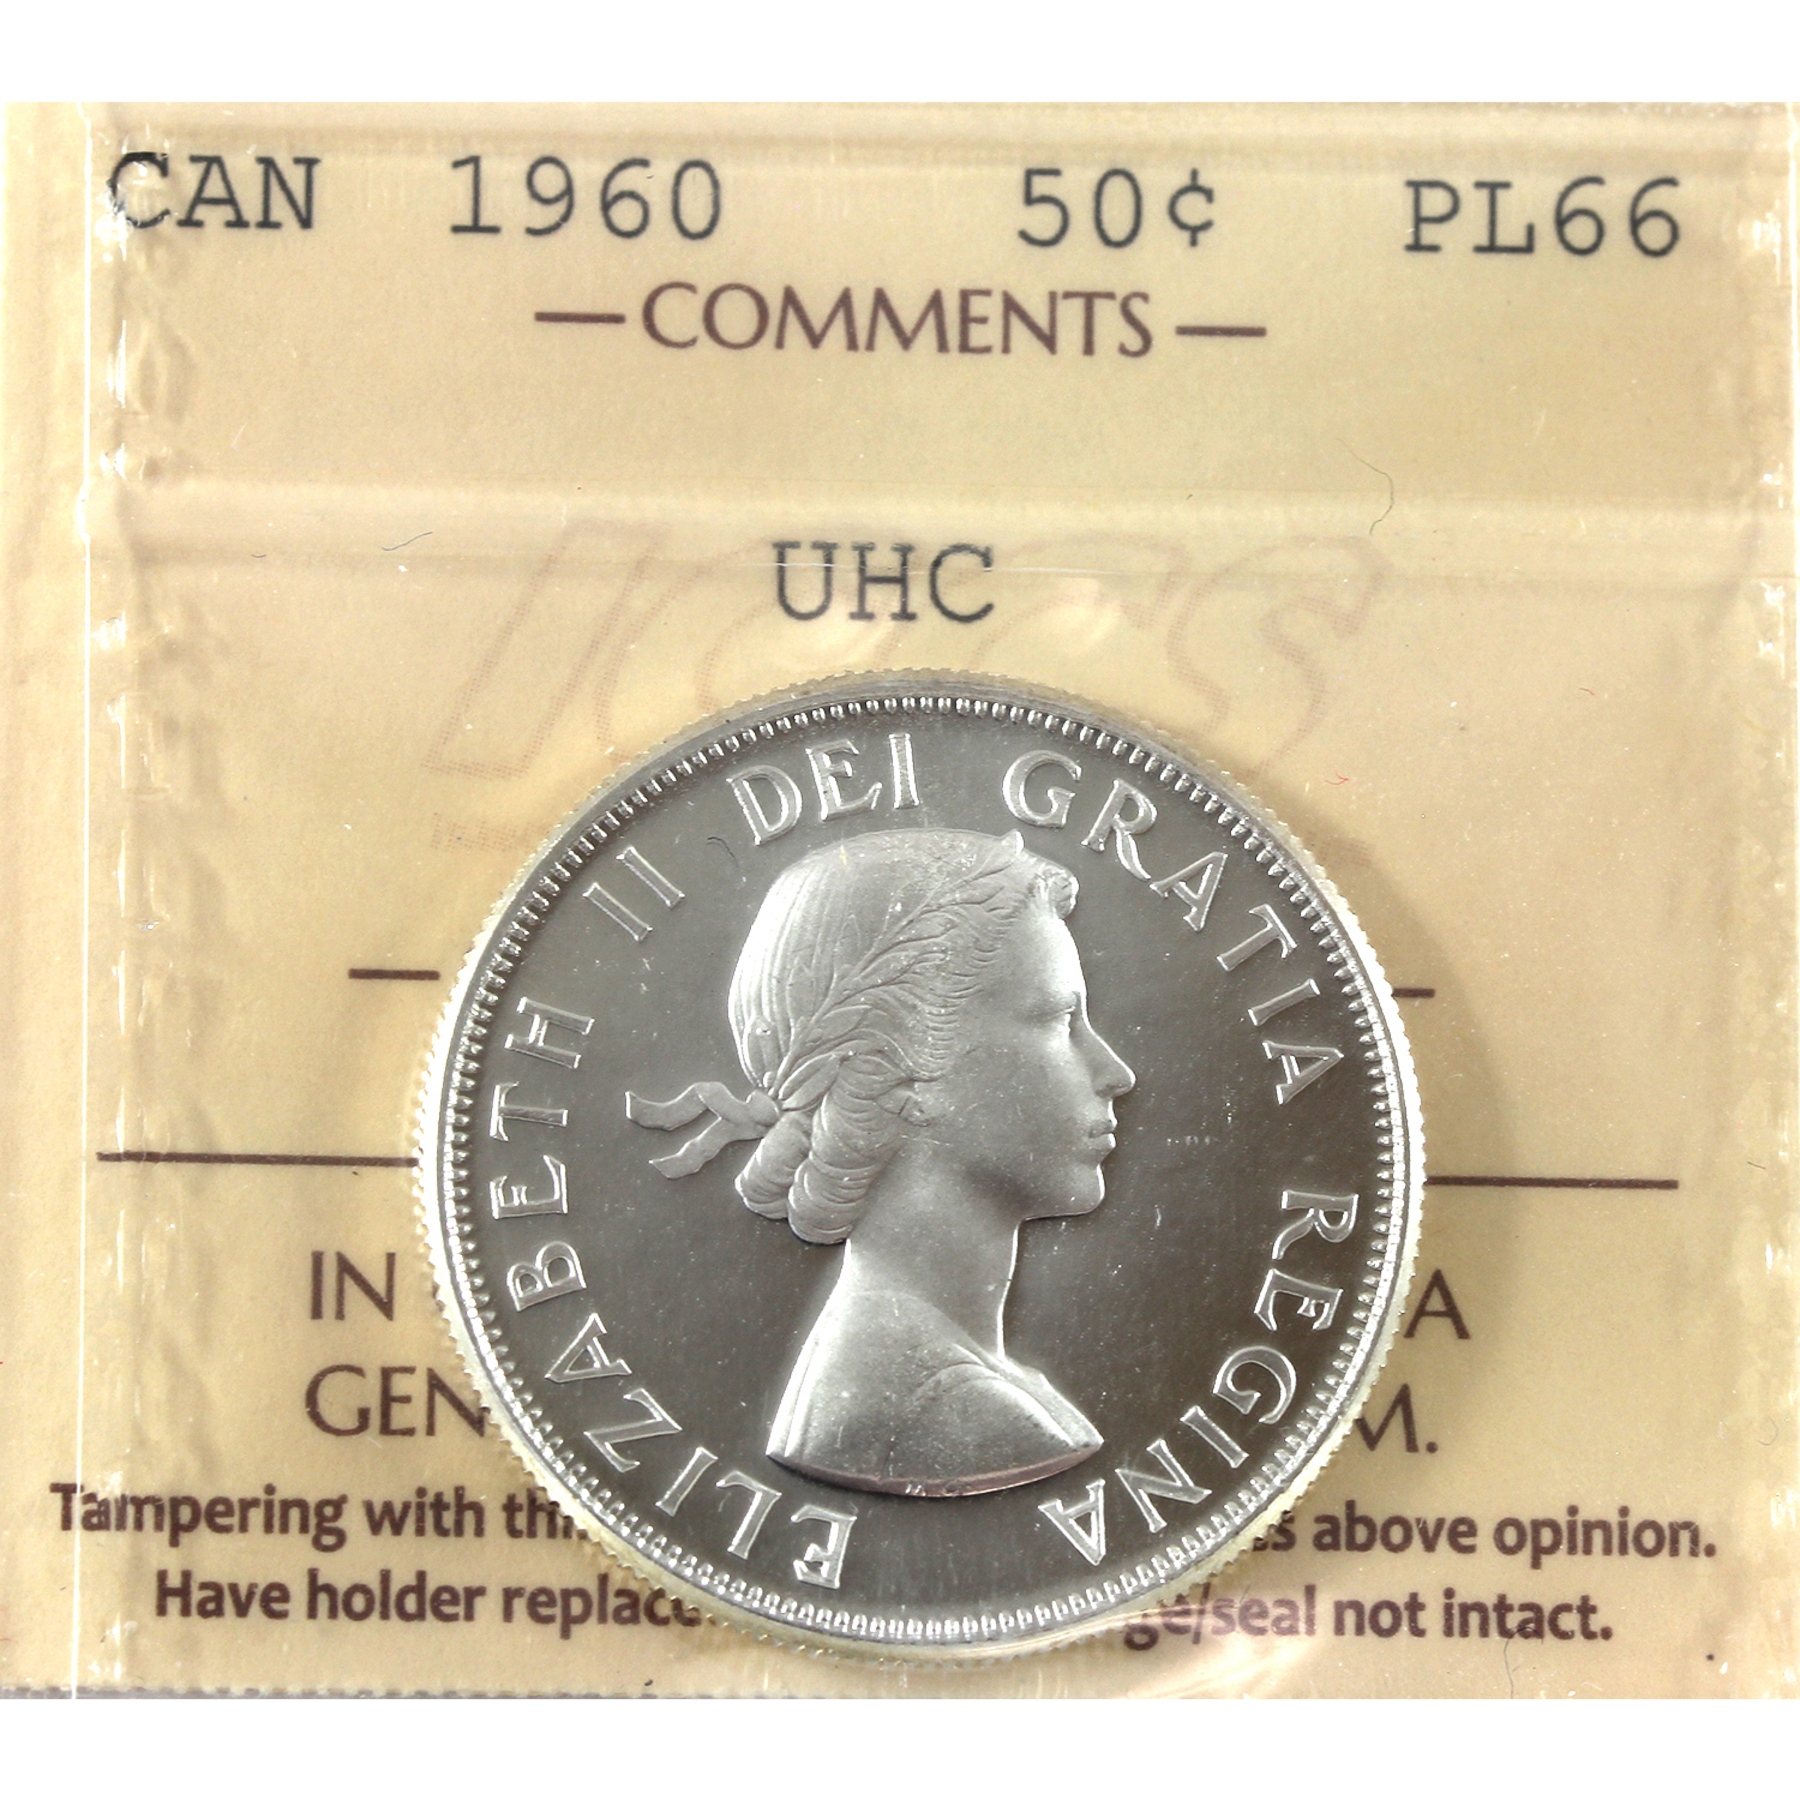 CAN 1960 50¢ PL66
— COMMENTS —
UHC
ICCS
ELIZABETH II DEI GRATIA REGINA
IN A
GEN M.
Tampering with thi s above opinion.
Have holder replac ge/seal not intact.